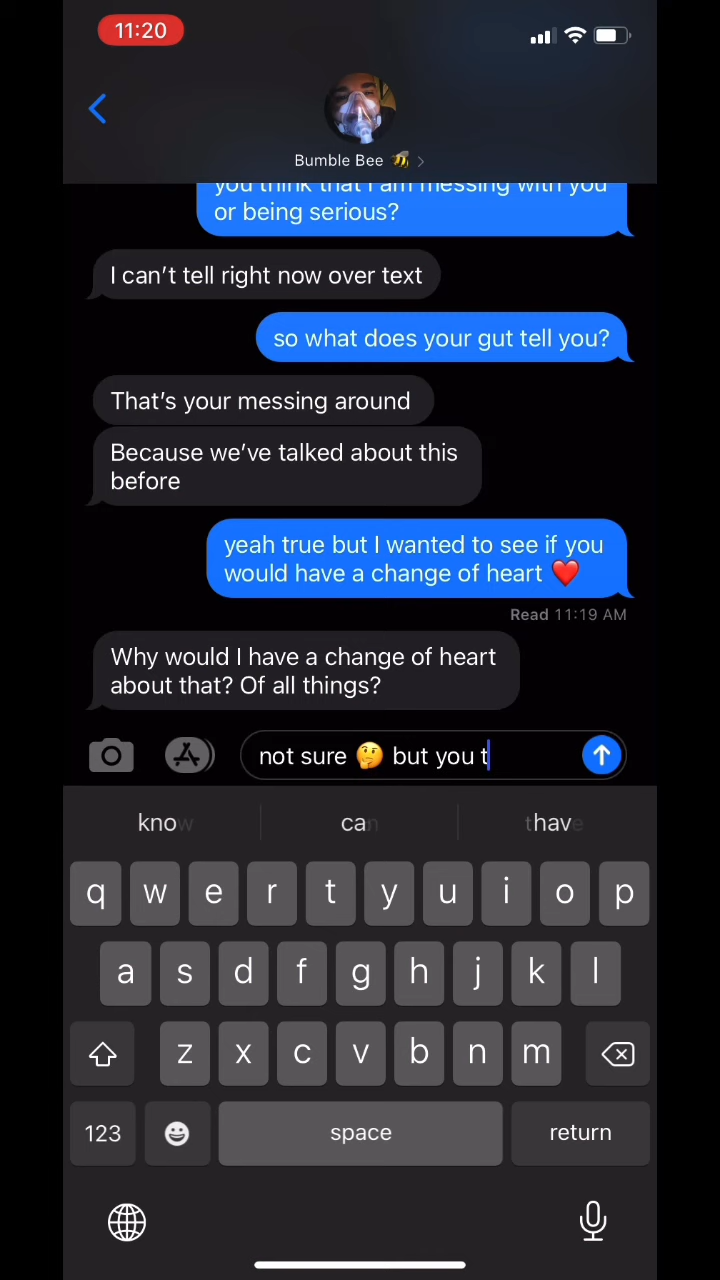 11:20
Bumble Bee 🐝 >
you think that I am messing with you
or being serious?
I can't tell right now over text
so what does your gut tell you?
That's your messing around
Because we've talked about this
before
yeah true but I wanted to see if you
would have a change of heart ❤️
Read 11:19 AM
Why would I have a change of heart
about that? Of all things?
not sure 🤔 but you t
know can thave
q w e r t y u i o p
a s d f g h j k l
z x c v b n m
123 space return